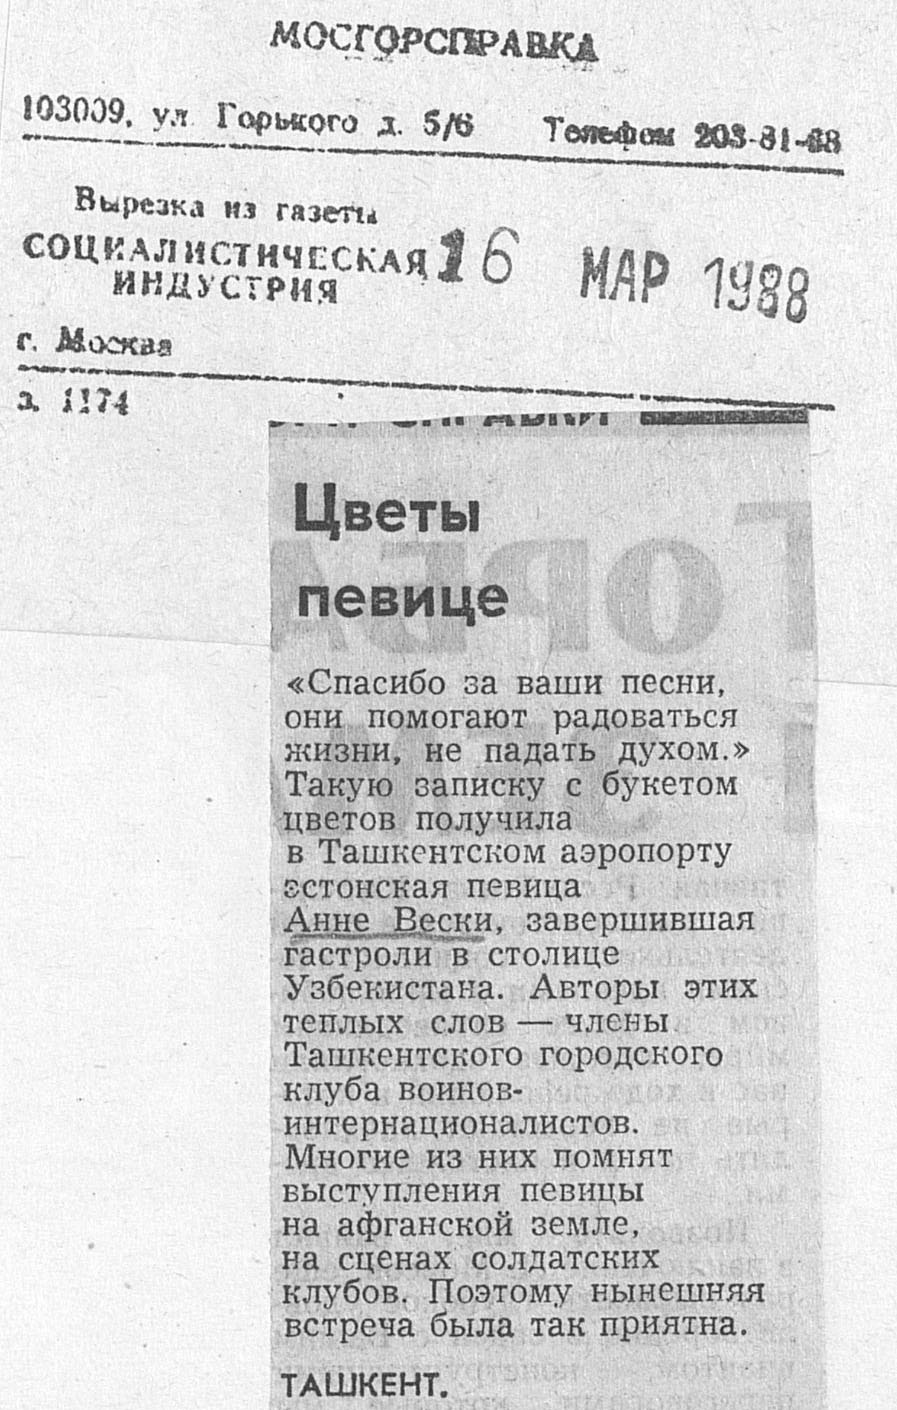 МОСГОРСПРАВКА
103009, ул. Горького д. 5/6 Телефон 203-81-68
Вырезка из газеты
СОЦИАЛИСТИЧЕСКАЯ
ИНДУСТРИЯ
16 МАР 1988
г. Москва
з. 1174
СПРАВКИ
Цветы
певице
«Спасибо за ваши песни,
они помогают радоваться
жизни, не падать духом.»
Такую записку с букетом
цветов получила
в Ташкентском аэропорту
эстонская певица
Анне Вески, завершившая
гастроли в столице
Узбекистана. Авторы этих
теплых слов — члены
Ташкентского городского
клуба воинов-
интернационалистов.
Многие из них помнят
выступления певицы
на афганской земле,
на сценах солдатских
клубов. Поэтому нынешняя
встреча была так приятна.
ТАШКЕНТ.